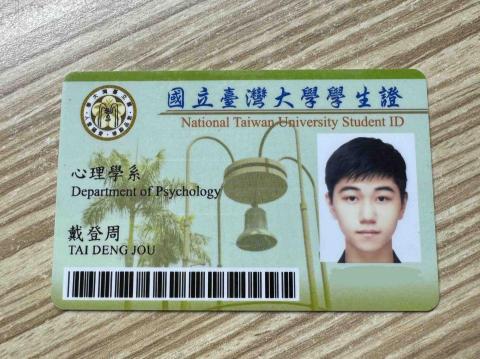 國立臺灣大學學生證
National Taiwan University Student ID
心理學系
Department of Psychology
戴登周
TAI DENG JOU